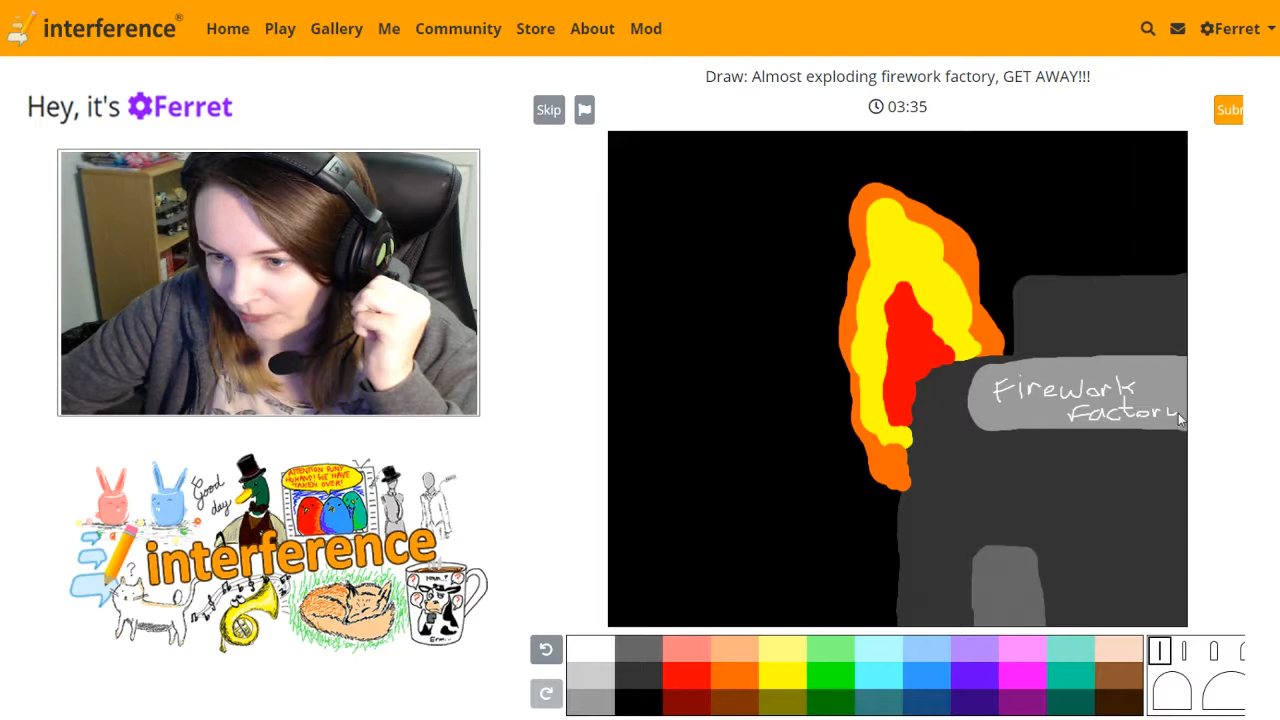 interference®
Home Play Gallery Me Community Store About Mod
Ferret
Hey, it's Ferret
Draw: Almost exploding firework factory, GET AWAY!!!
03:35
Skip
Subm
Firework
Factory
Good
day
ATTENTION PUNY
HUMANS! WE HAVE
TAKEN OVER!
interference
Erm...